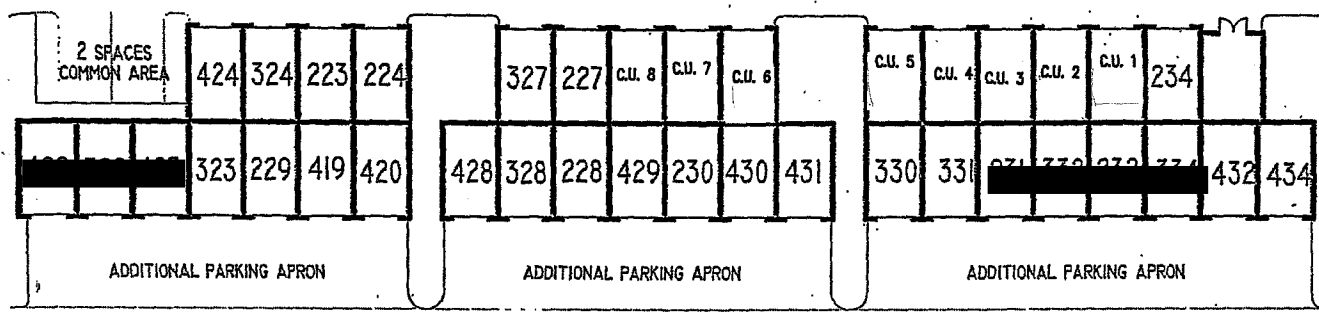 2 SPACES
COMMON AREA
424 324 223 224
327 227 C.U. 8 C.U. 7 C.U. 6
C.U. 5 C.U. 4 C.U. 3 C.U. 2 C.U. 1 234
323 229 419 420
428 328 228 429 230 430 431
330 331 432 434
ADDITIONAL PARKING APRON
ADDITIONAL PARKING APRON
ADDITIONAL PARKING APRON